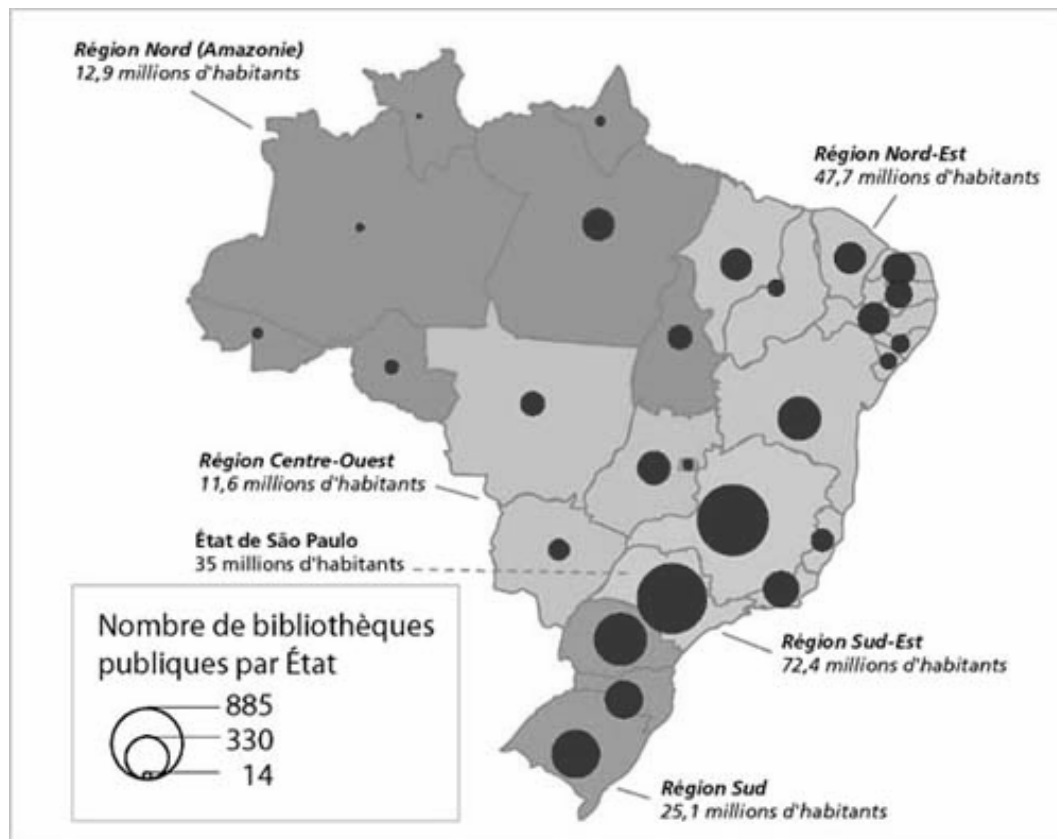 Région Nord (Amazonie)
12,9 millions d'habitants
Région Nord-Est
47,7 millions d'habitants
Région Centre-Ouest
11,6 millions d'habitants
État de São Paulo
35 millions d'habitants
Nombre de bibliothèques
publiques par État
885
330
14
Région Sud-Est
72,4 millions d'habitants
Région Sud
25,1 millions d'habitants